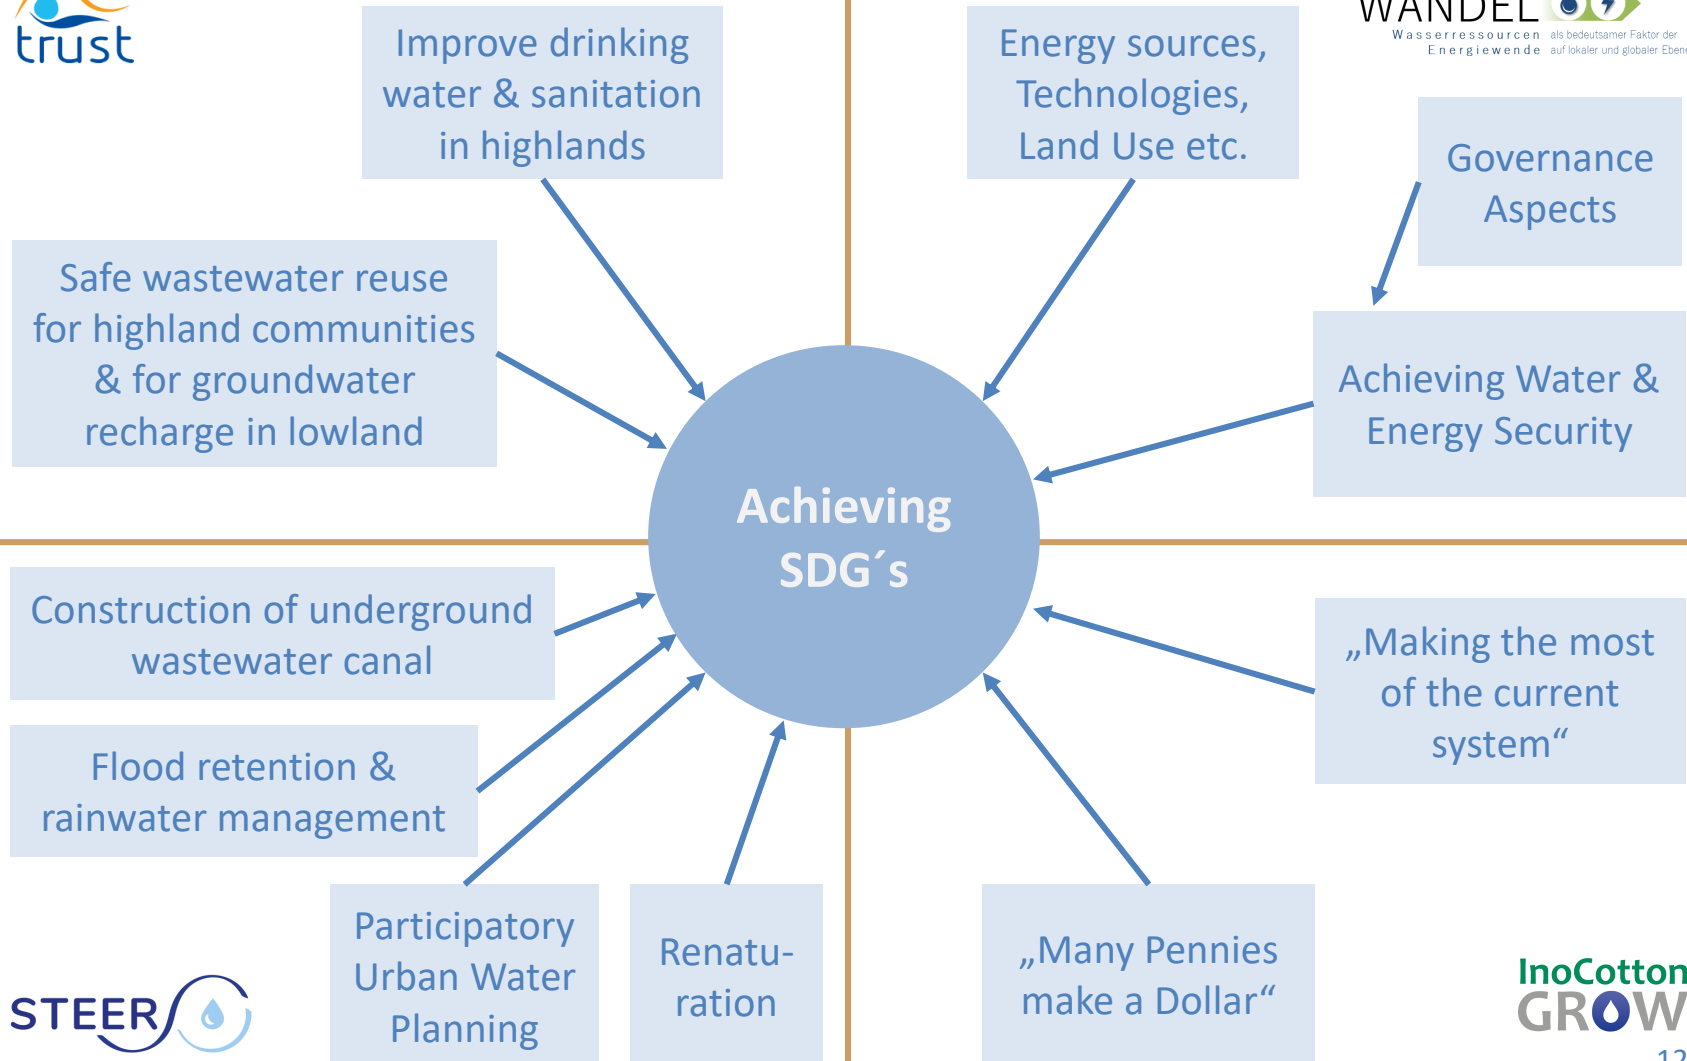 trust
Improve drinking
water & sanitation
in highlands
Safe wastewater reuse
for highland communities
& for groundwater
recharge in lowland
WANDEL
Wasserressourcen als bedeutsamer Faktor der
Energiewende auf lokaler und globaler Ebene
Energy sources,
Technologies,
Land Use etc.
Governance
Aspects
Achieving Water &
Energy Security
Achieving
SDG´s
Construction of underground
wastewater canal
Flood retention &
rainwater management
Participatory
Urban Water
Planning
Renatu-
ration
STEER
„Making the most
of the current
system“
„Many Pennies
make a Dollar“
InoCotton
GROW
12